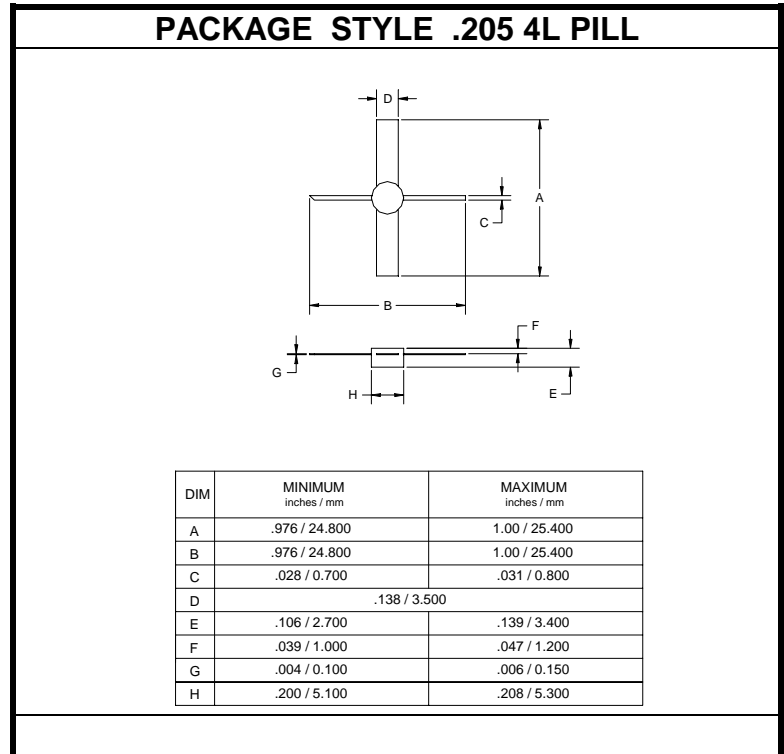 PACKAGE STYLE .205 4L PILL
D
A
C
B
F
G
E
H
DIM MINIMUM MAXIMUM
inches / mm inches / mm
A .976 / 24.800 1.00 / 25.400
B .976 / 24.800 1.00 / 25.400
C .028 / 0.700 .031 / 0.800
D .138 / 3.500
E .106 / 2.700 .139 / 3.400
F .039 / 1.000 .047 / 1.200
G .004 / 0.100 .006 / 0.150
H .200 / 5.100 .208 / 5.300